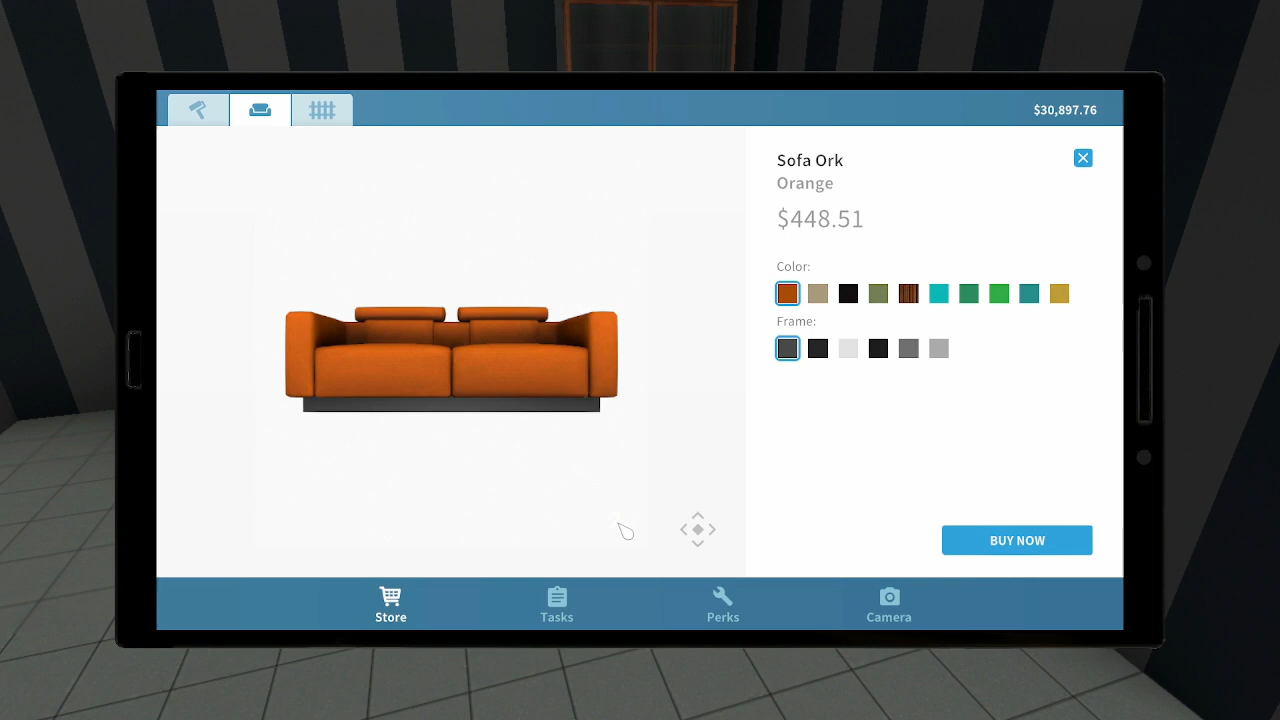 $30,897.76
Sofa Ork
Orange
$448.51
Color:
Frame:
BUY NOW
Store
Tasks
Perks
Camera